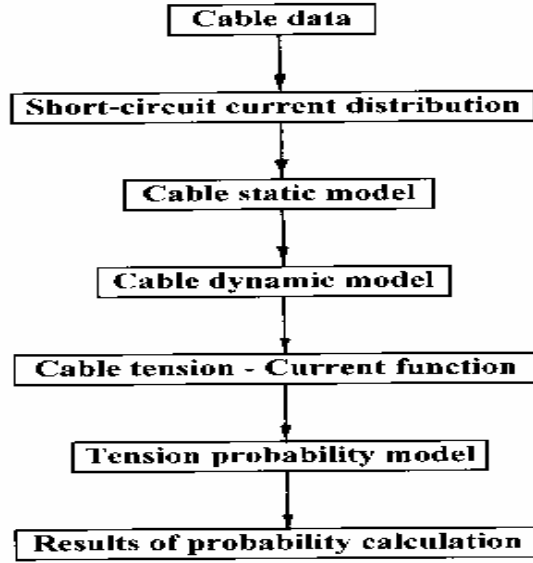 Cable data
Short-circuit current distribution
Cable static model
Cable dynamic model
Cable tension - Current function
Tension probability model
Results of probability calculation